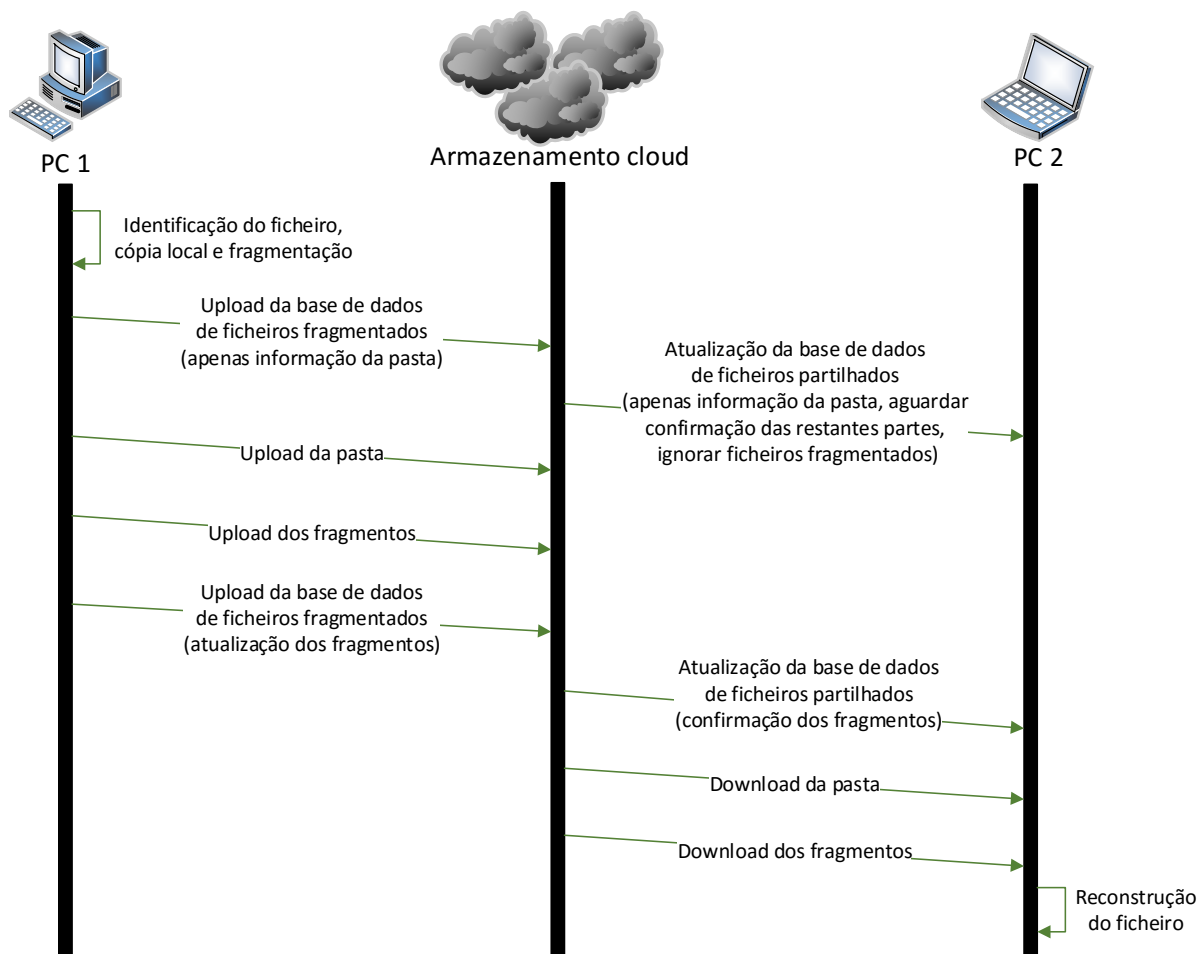 PC 1
Armazenamento cloud
PC 2
Identificação do ficheiro,
cópia local e fragmentação
Upload da base de dados
de ficheiros fragmentados
(apenas informação da pasta)
Atualização da base de dados
de ficheiros partilhados
(apenas informação da pasta, aguardar
confirmação das restantes partes,
ignorar ficheiros fragmentados)
Upload da pasta
Upload dos fragmentos
Upload da base de dados
de ficheiros fragmentados
(atualização dos fragmentos)
Atualização da base de dados
de ficheiros partilhados
(confirmação dos fragmentos)
Download da pasta
Download dos fragmentos
Reconstrução
do ficheiro